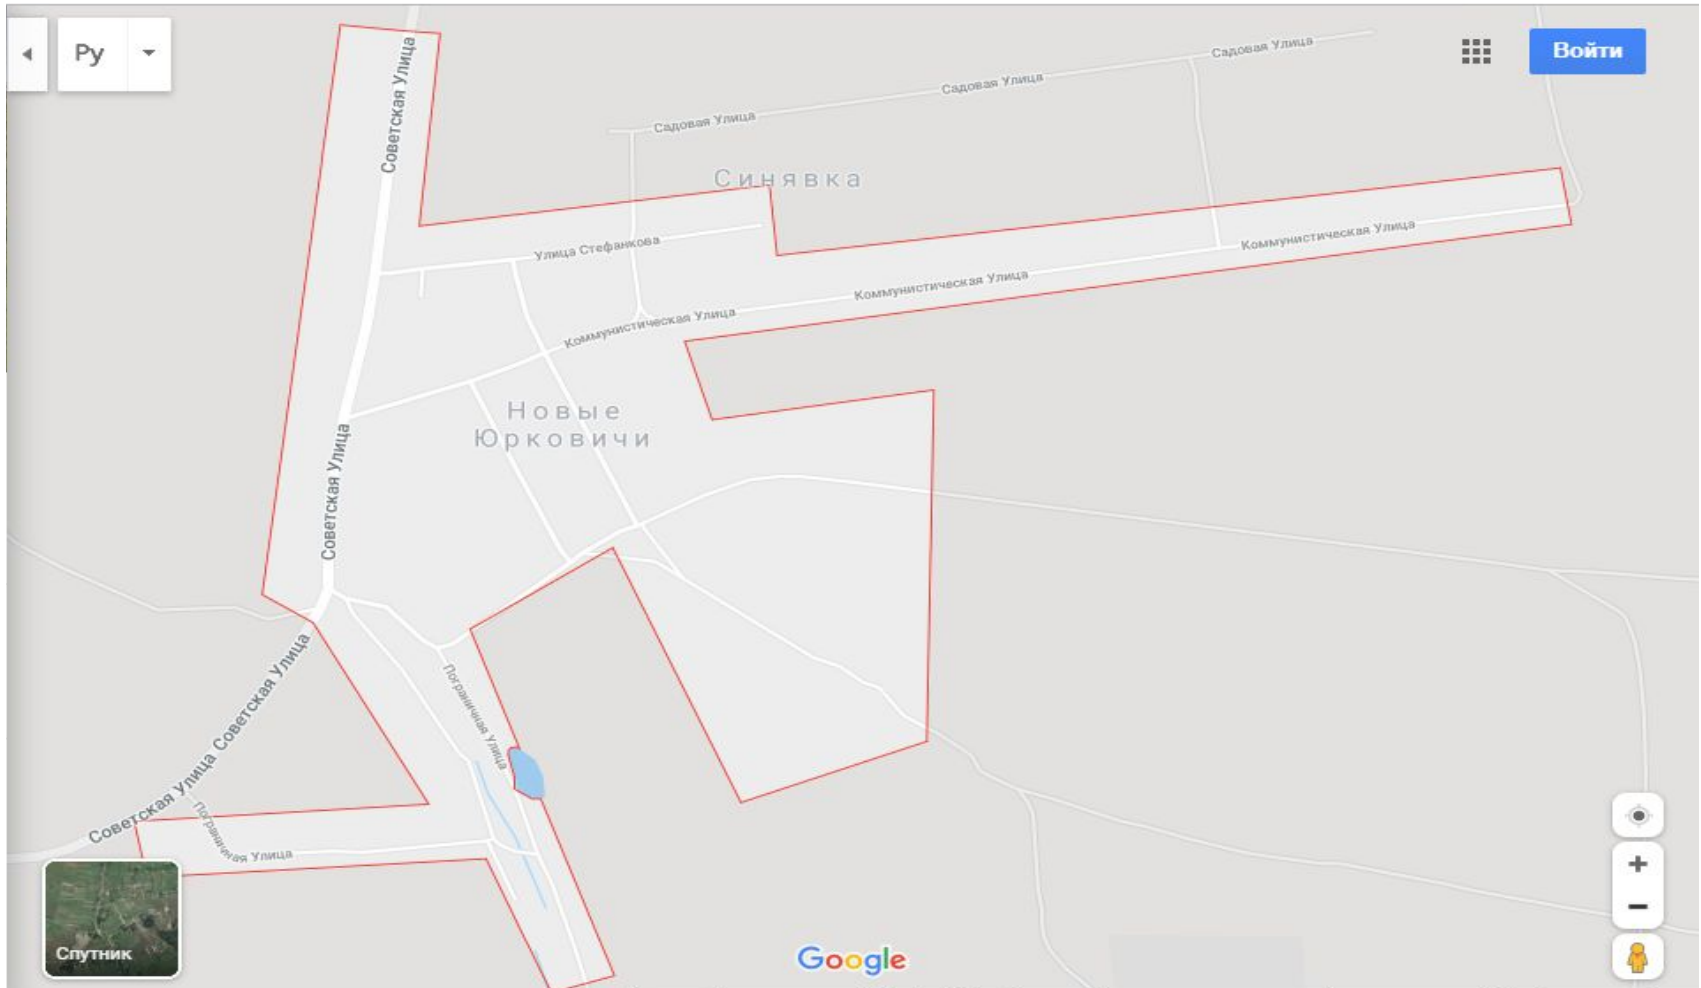 Ру
Войти
Советская Улица
Садовая Улица
Садовая Улица
Садовая Улица
Синявка
Улица Стефанкова
Коммунистическая Улица
Коммунистическая Улица
Коммунистическая Улица
Новые
Юрковичи
Советская Улица
Советская Улица
Советская Улица
Пограничная Улица
Пограничная Улица
Спутник
Google